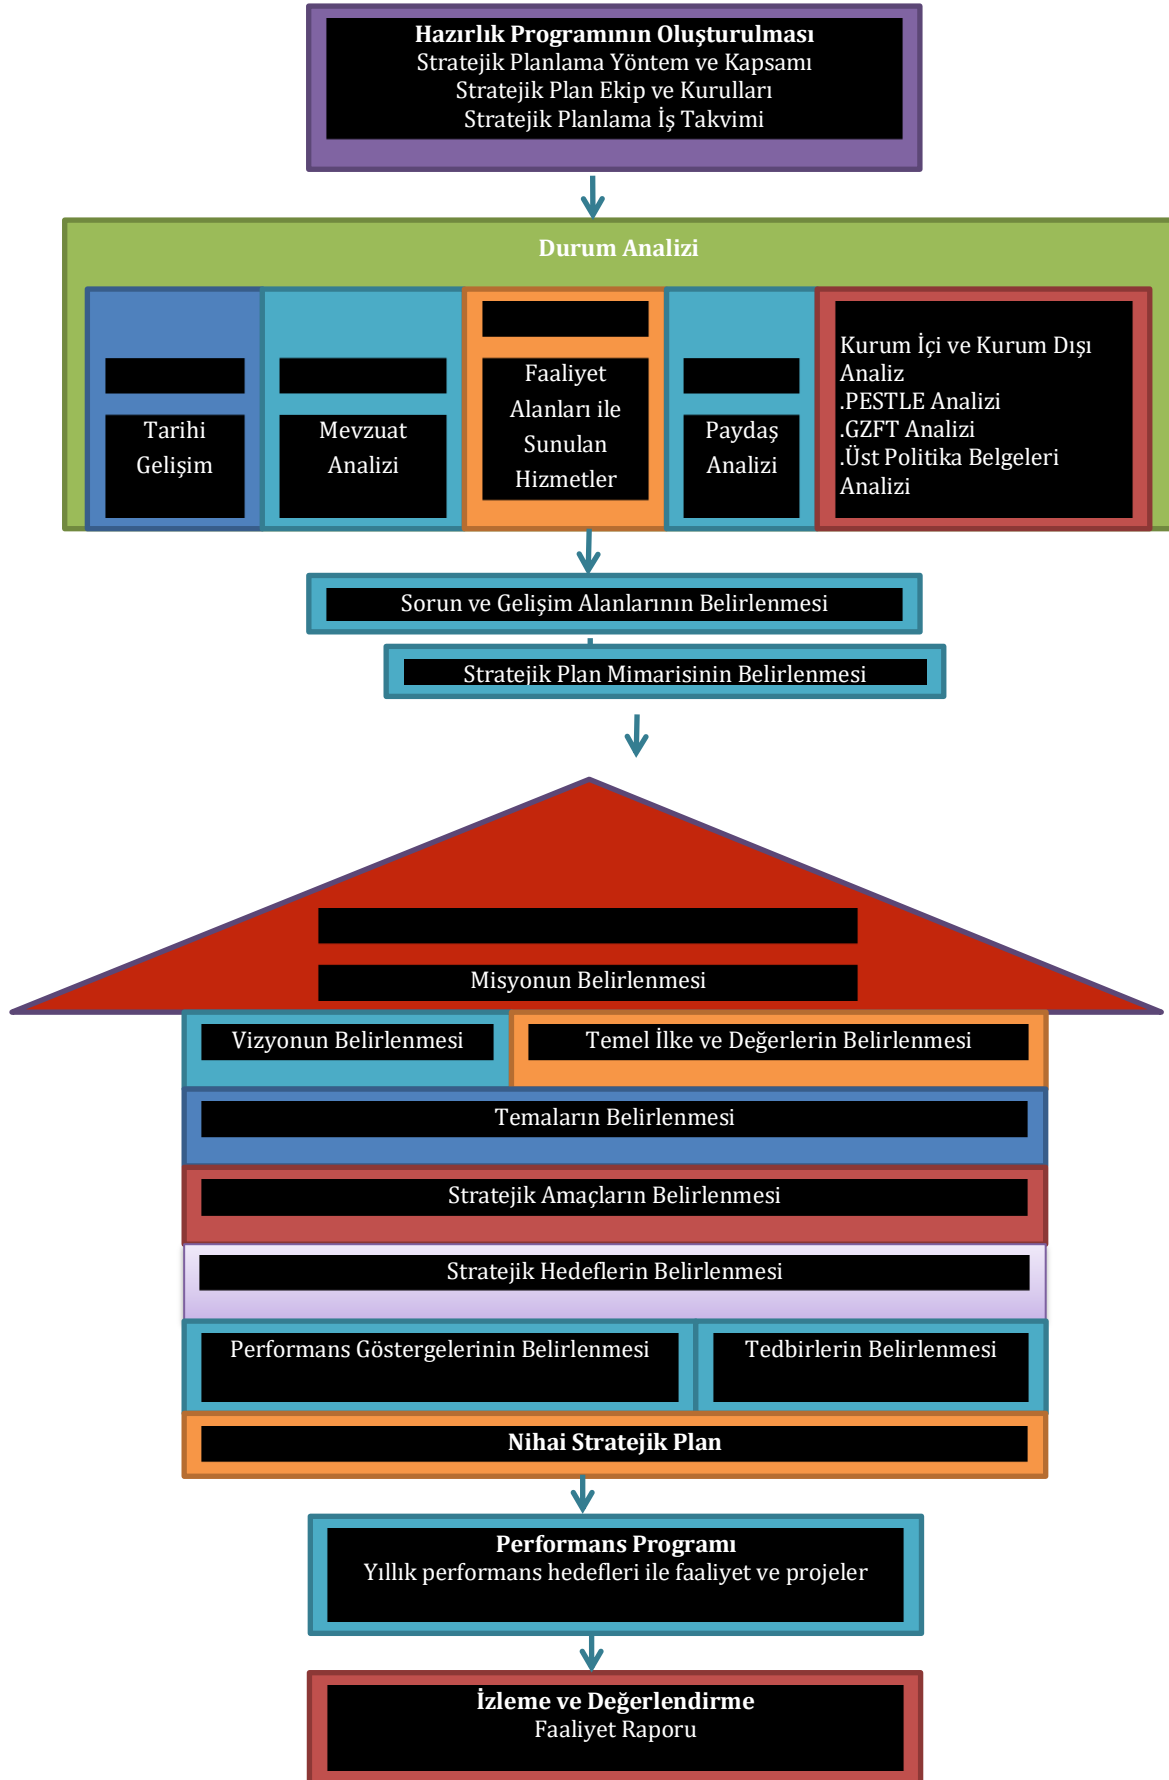 Hazırlık Programının Oluşturulması
Stratejik Planlama Yöntem ve Kapsamı
Stratejik Plan Ekip ve Kurulları
Stratejik Planlama İş Takvimi
Durum Analizi
Tarihi
Gelişim
Mevzuat
Analizi
Faaliyet
Alanları ile
Sunulan
Hizmetler
Paydaş
Analizi
Kurum İçi ve Kurum Dışı
Analiz
.PESTLE Analizi
.GZFT Analizi
.Üst Politika Belgeleri
Analizi
Sorun ve Gelişim Alanlarının Belirlenmesi
Stratejik Plan Mimarisinin Belirlenmesi
Misyonun Belirlenmesi
Vizyonun Belirlenmesi
Temel İlke ve Değerlerin Belirlenmesi
Temaların Belirlenmesi
Stratejik Amaçların Belirlenmesi
Stratejik Hedeflerin Belirlenmesi
Performans Göstergelerinin Belirlenmesi
Tedbirlerin Belirlenmesi
Nihai Stratejik Plan
Performans Programı
Yıllık performans hedefleri ile faaliyet ve projeler
İzleme ve Değerlendirme
Faaliyet Raporu